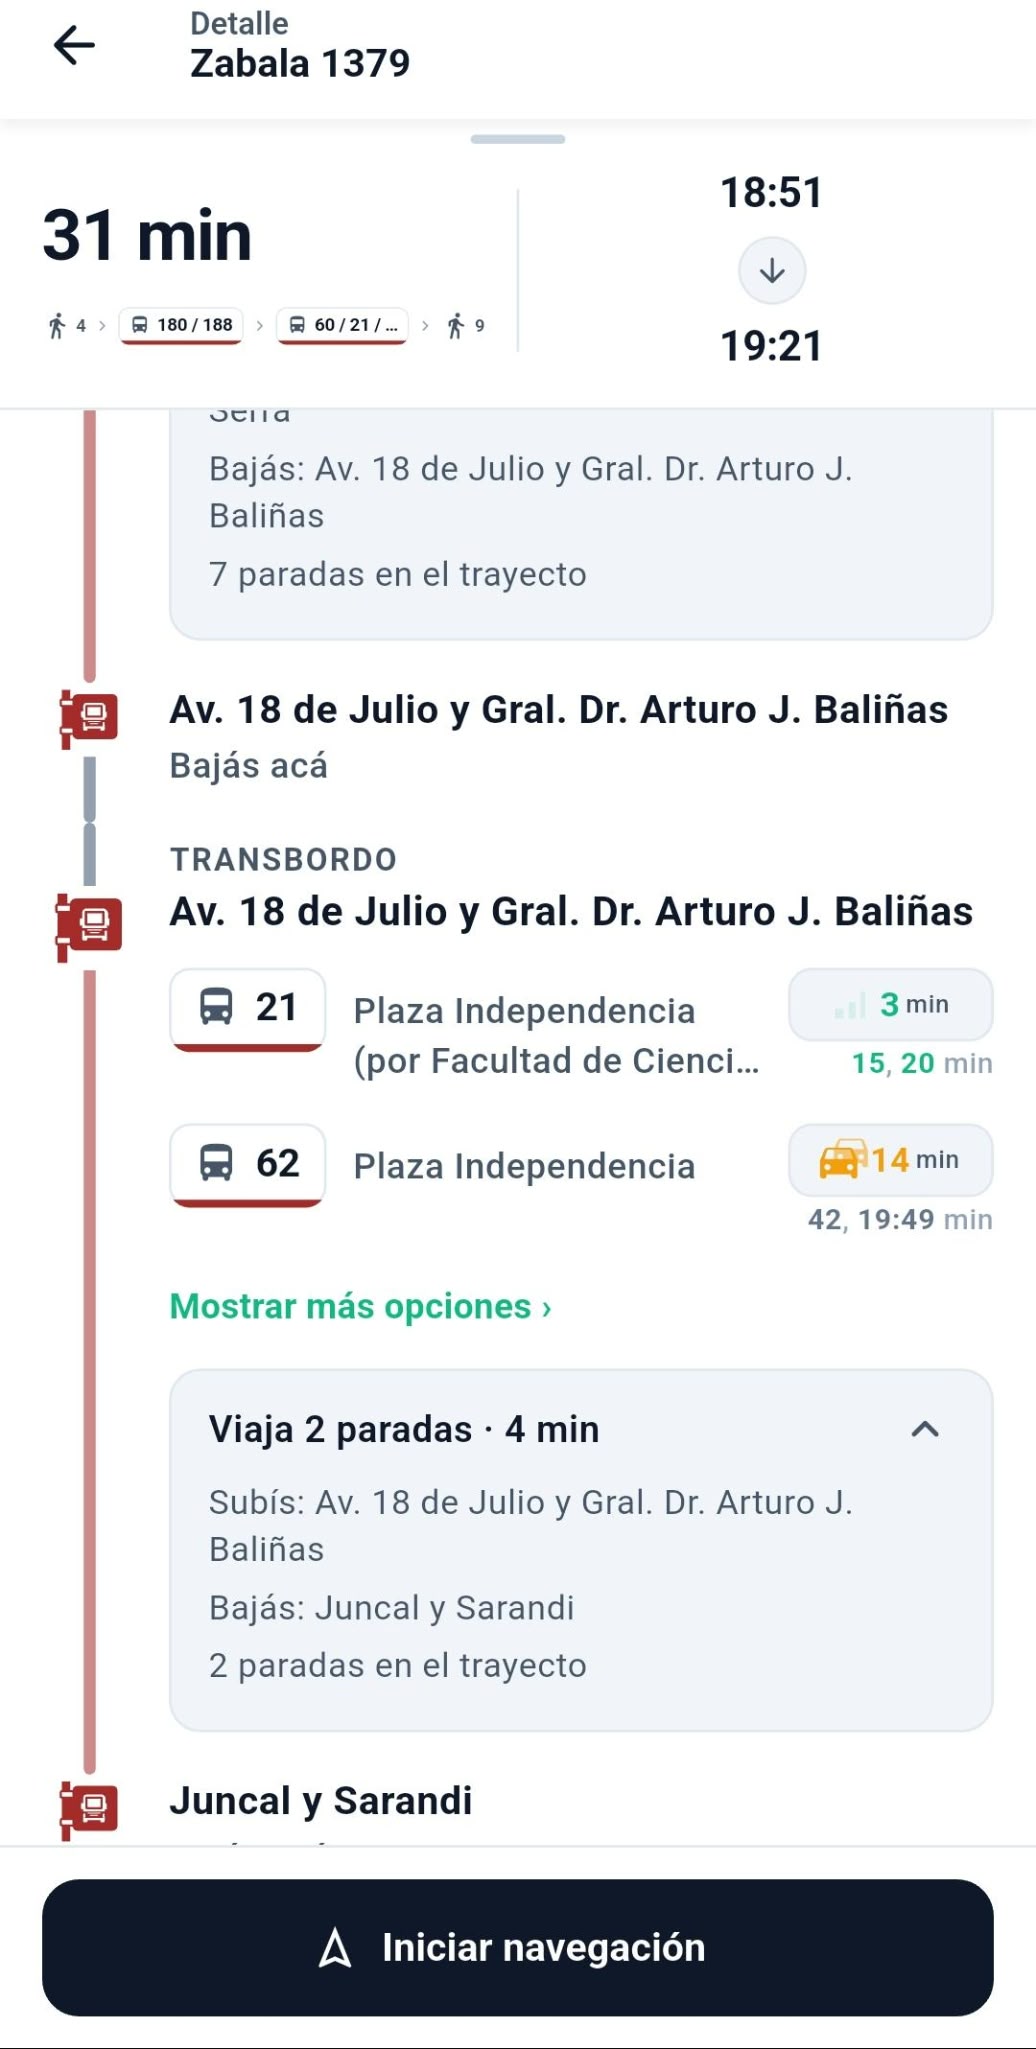 Detalle
Zabala 1379
31 min
4 > 180 / 188 > 60 / 21 / ... > 9
18:51
19:21
Serra
Bajás: Av. 18 de Julio y Gral. Dr. Arturo J.
Baliñas
7 paradas en el trayecto
Av. 18 de Julio y Gral. Dr. Arturo J. Baliñas
Bajás acá
TRANSBORDO
Av. 18 de Julio y Gral. Dr. Arturo J. Baliñas
21
Plaza Independencia
(por Facultad de Cienci...
3 min
15, 20 min
62
Plaza Independencia
14 min
42, 19:49 min
Mostrar más opciones ›
Viaja 2 paradas · 4 min
Subís: Av. 18 de Julio y Gral. Dr. Arturo J.
Baliñas
Bajás: Juncal y Sarandi
2 paradas en el trayecto
Juncal y Sarandi
Iniciar navegación